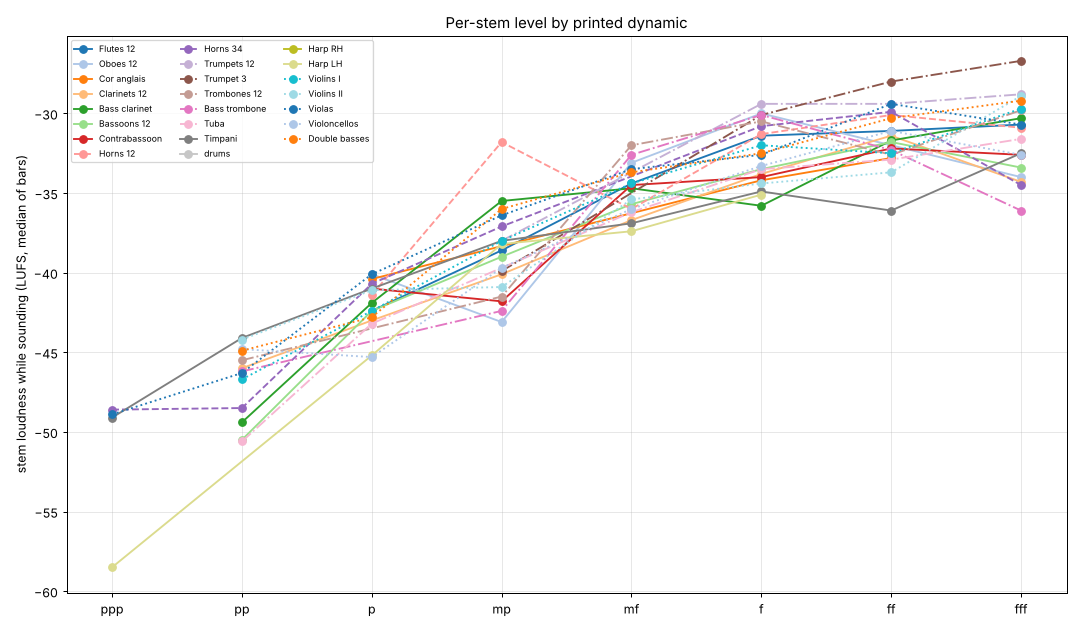 Per-stem level by printed dynamic
stem loudness while sounding (LUFS, median of bars)
−30
−35
−40
−45
−50
−55
−60
Flutes 12
Oboes 12
Cor anglais
Clarinets 12
Bass clarinet
Bassoons 12
Contrabassoon
Horns 12
Horns 34
Trumpets 12
Trumpet 3
Trombones 12
Bass trombone
Tuba
Timpani
drums
Harp RH
Harp LH
Violins I
Violins II
Violas
Violoncellos
Double basses
ppp
pp
p
mp
mf
f
ff
fff